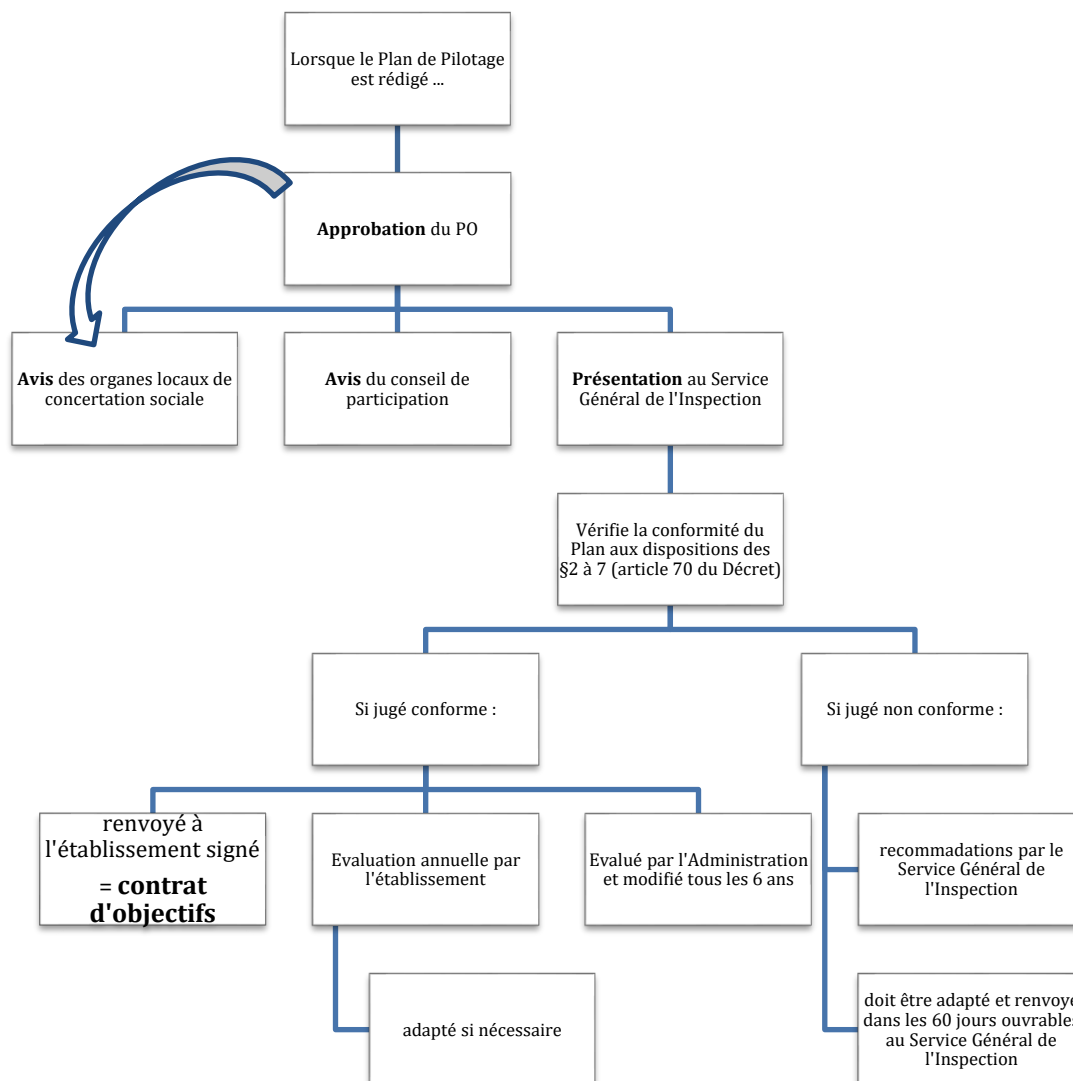 Lorsque le Plan de Pilotage
est rédigé ...
Approbation du PO
Avis des organes locaux de
concertation sociale
Avis du conseil de
participation
Présentation au Service
Général de l'Inspection
Vérifie la conformité du
Plan aux dispositions des
§2 à 7 (article 70 du Décret)
Si jugé conforme :
Si jugé non conforme :
renvoyé à
l'établissement signé
= contrat
d'objectifs
Evaluation annuelle par
l'établissement
Evalué par l'Administration
et modifié tous les 6 ans
recommadations par le
Service Général de
l'Inspection
adapté si nécessaire
doit être adapté et renvoyé
dans les 60 jours ouvrables
au Service Général de
l'Inspection